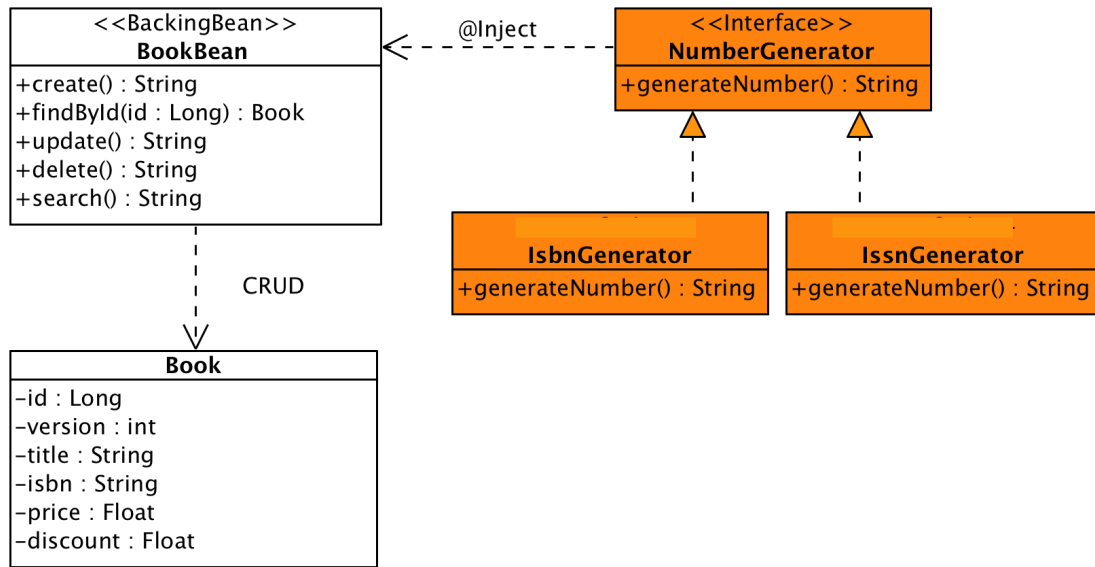 <<BackingBean>>
BookBean
+create() : String
+findById(id : Long) : Book
+update() : String
+delete() : String
+search() : String
@Inject
<<Interface>>
NumberGenerator
+generateNumber() : String
IsbnGenerator
+generateNumber() : String
IssnGenerator
+generateNumber() : String
CRUD
Book
-id : Long
-version : int
-title : String
-isbn : String
-price : Float
-discount : Float